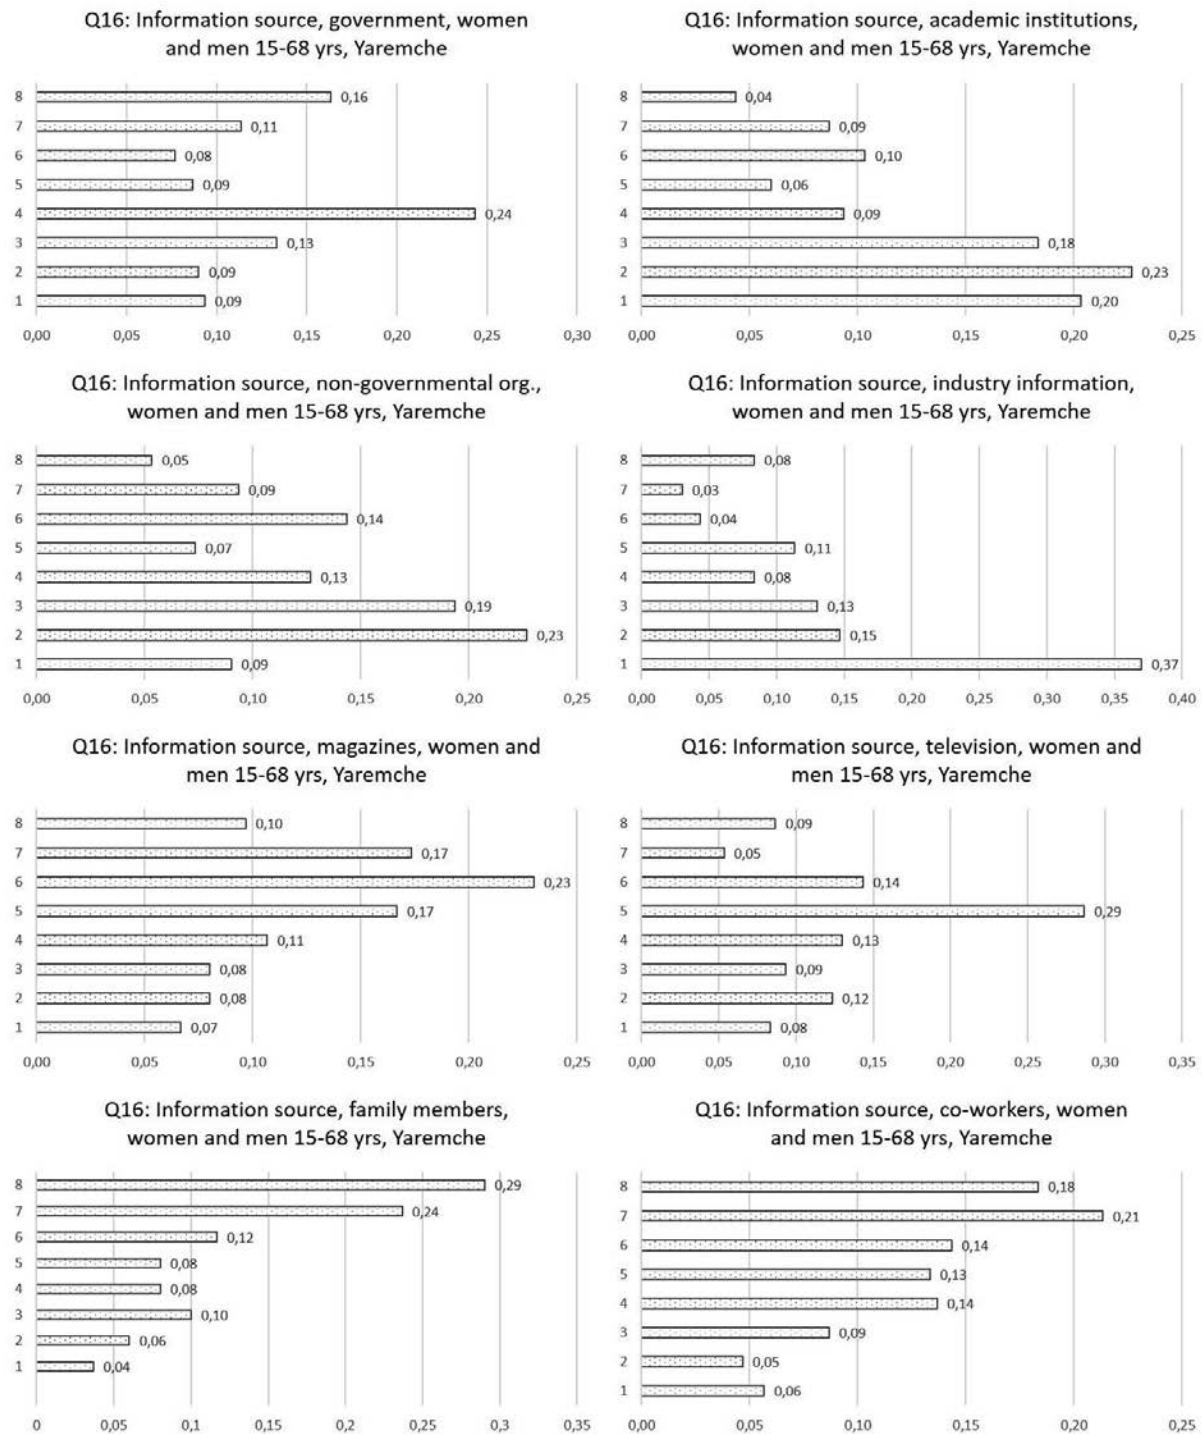 Q16: Information source, government, women
and men 15-68 yrs, Yaremche
8 0,16
7 0,11
6 0,08
5 0,09
4 0,24
3 0,13
2 0,09
1 0,09
0,00 0,05 0,10 0,15 0,20 0,25 0,30
Q16: Information source, academic institutions,
women and men 15-68 yrs, Yaremche
8 0,04
7 0,09
6 0,10
5 0,06
4 0,09
3 0,18
2 0,23
1 0,20
0,00 0,05 0,10 0,15 0,20 0,25
Q16: Information source, non-governmental org.,
women and men 15-68 yrs, Yaremche
8 0,05
7 0,09
6 0,14
5 0,07
4 0,13
3 0,19
2 0,23
1 0,09
0,00 0,05 0,10 0,15 0,20 0,25
Q16: Information source, industry information,
women and men 15-68 yrs, Yaremche
8 0,08
7 0,03
6 0,04
5 0,11
4 0,08
3 0,13
2 0,15
1 0,37
0,00 0,05 0,10 0,15 0,20 0,25 0,30 0,35 0,40
Q16: Information source, magazines, women and
men 15-68 yrs, Yaremche
8 0,10
7 0,17
6 0,23
5 0,17
4 0,11
3 0,08
2 0,08
1 0,07
0,00 0,05 0,10 0,15 0,20 0,25
Q16: Information source, television, women and
men 15-68 yrs, Yaremche
8 0,09
7 0,05
6 0,14
5 0,29
4 0,13
3 0,09
2 0,12
1 0,08
0,00 0,05 0,10 0,15 0,20 0,25 0,30 0,35
Q16: Information source, family members,
women and men 15-68 yrs, Yaremche
8 0,29
7 0,24
6 0,12
5 0,08
4 0,08
3 0,10
2 0,06
1 0,04
0 0,05 0,1 0,15 0,2 0,25 0,3 0,35
Q16: Information source, co-workers, women
and men 15-68 yrs, Yaremche
8 0,18
7 0,21
6 0,14
5 0,13
4 0,14
3 0,09
2 0,05
1 0,06
0,00 0,05 0,10 0,15 0,20 0,25